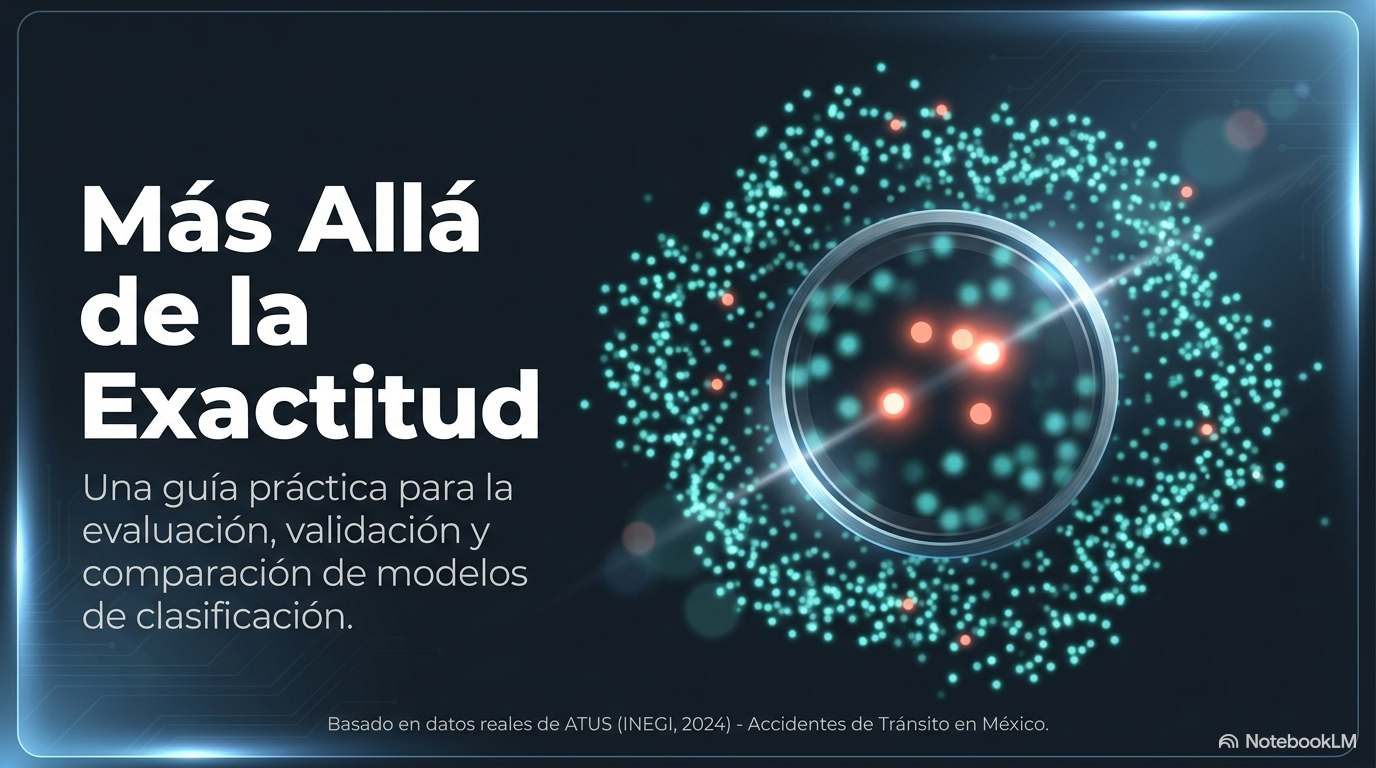 Más Allá
de la
Exactitud
Una guía práctica para la
evaluación, validación y
comparación de modelos
de clasificación.
Basado en datos reales de ATUS (INEGI, 2024) - Accidentes de Tránsito en México.
NotebookLM